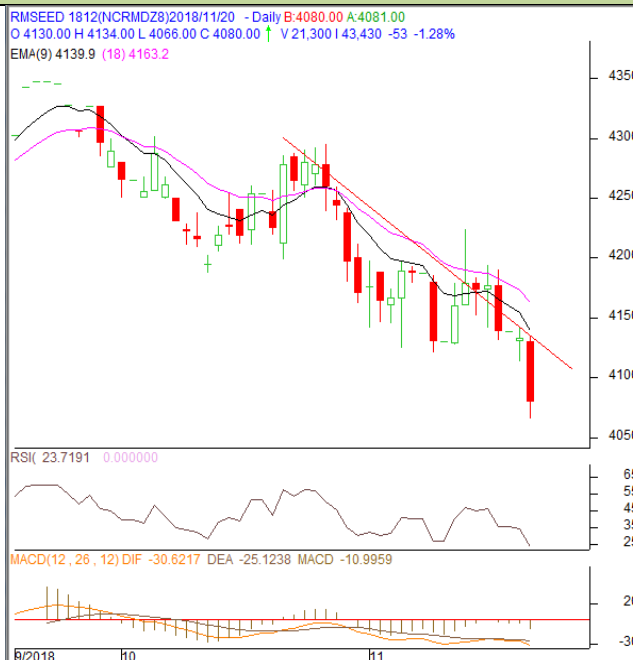 RMSEED 1812(NCRMDZ8)2018/11/20 - Daily B:4080.00 A:4081.00
O 4130.00 H 4134.00 L 4066.00 C 4080.00 ↑ V 21,300 I 43,430 -53 -1.28%
EMA(9) 4139.9 (18) 4163.2
4350
4300
4250
4200
4150
4100
4050
RSI( 23.7191 0.000000
65
55
45
35
25
MACD(12 , 26 , 12) DIF -30.6217 DEA -25.1238 MACD -10.9959
20
-30
9/2018 10 11